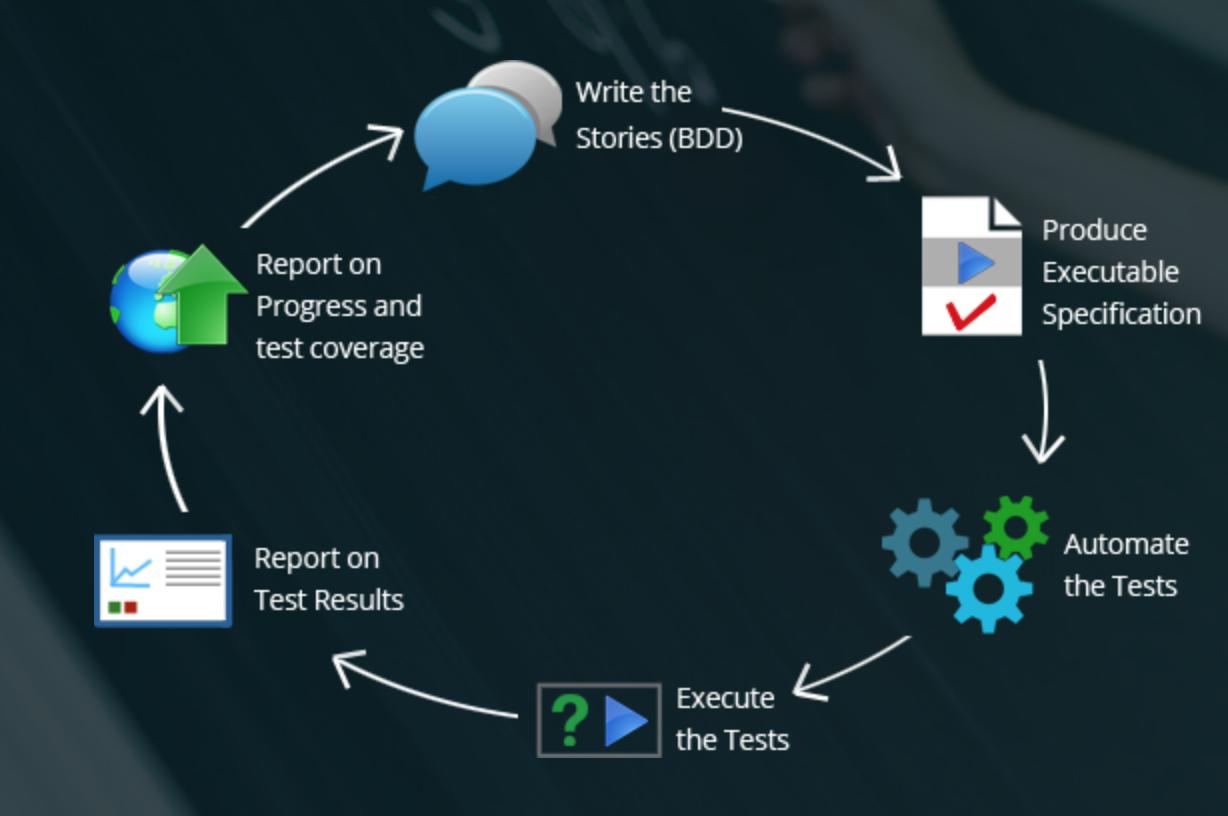 Write the
Stories (BDD)
Produce
Executable
Specification
Automate
the Tests
Execute
the Tests
Report on
Test Results
Report on
Progress and
test coverage